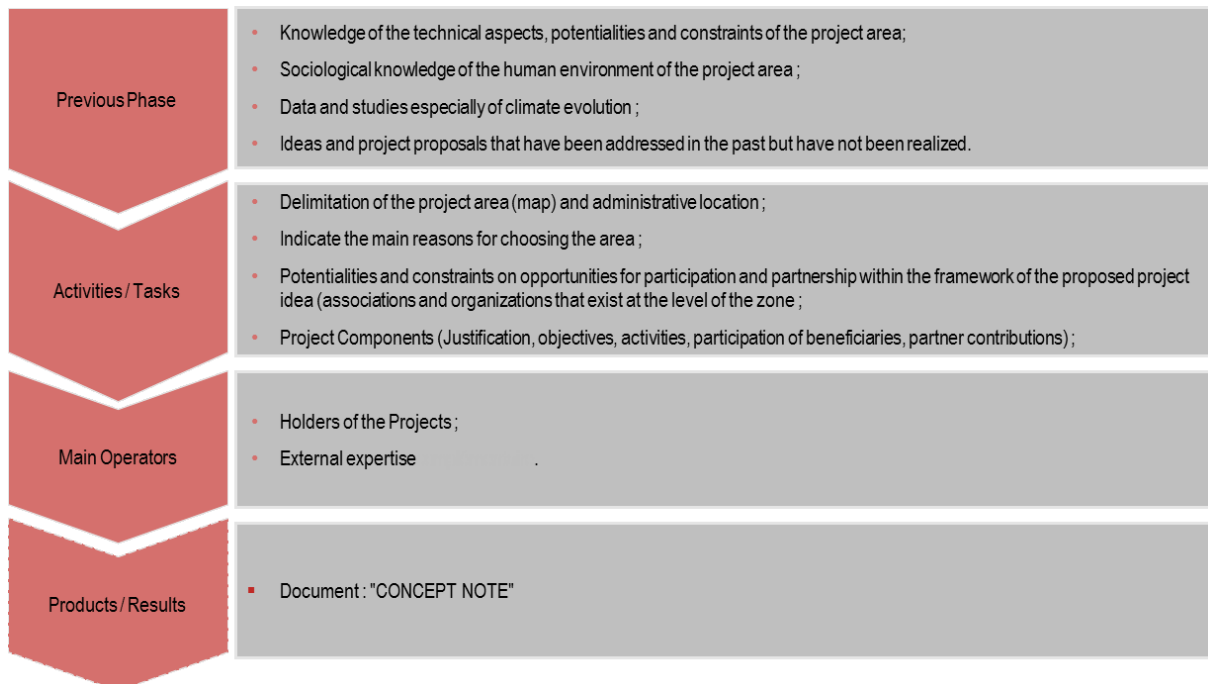 Previous Phase
• Knowledge of the technical aspects, potentialities and constraints of the project area;
• Sociological knowledge of the human environment of the project area ;
• Data and studies especially of climate evolution ;
• Ideas and project proposals that have been addressed in the past but have not been realized.
Activities / Tasks
• Delimitation of the project area (map) and administrative location ;
• Indicate the main reasons for choosing the area ;
• Potentialities and constraints on opportunities for participation and partnership within the framework of the proposed project
idea (associations and organizations that exist at the level of the zone ;
• Project Components (Justification, objectives, activities, participation of beneficiaries, partner contributions) ;
Main Operators
• Holders of the Projects ;
• External expertise .
Products / Results
▪ Document : "CONCEPT NOTE"